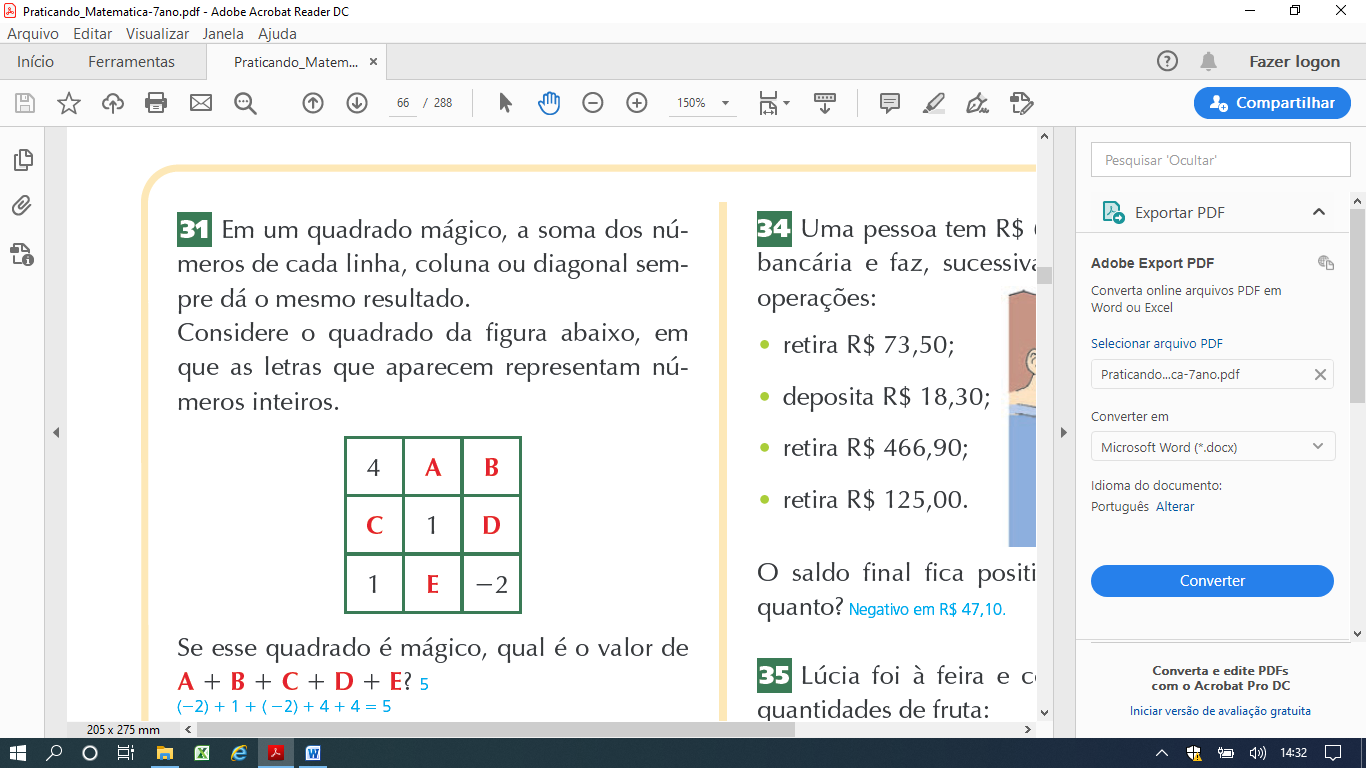 Praticando_Matematica-7ano.pdf - Adobe Acrobat Reader DC
Arquivo Editar Visualizar Janela Ajuda
Início Ferramentas Praticando_Matem... × Fazer logon
66 / 288 150% Compartilhar
31 Em um quadrado mágico, a soma dos nú-
meros de cada linha, coluna ou diagonal sem-
pre dá o mesmo resultado.
Considere o quadrado da figura abaixo, em
que as letras que aparecem representam nú-
meros inteiros.
4 A B
C 1 D
1 E −2
Se esse quadrado é mágico, qual é o valor de
A + B + C + D + E? 5
(−2) + 1 + (−2) + 4 + 4 = 5
34 Uma pessoa tem R$
bancária e faz, sucessiva
operações:
• retira R$ 73,50;
• deposita R$ 18,30;
• retira R$ 466,90;
• retira R$ 125,00.
O saldo final fica positi
quanto? Negativo em R$ 47,10.
35 Lúcia foi à feira e c
quantidades de fruta:
205 x 275 mm
Pesquisar 'Ocultar'
Exportar PDF
Adobe Export PDF
Converta online arquivos PDF em
Word ou Excel
Selecionar arquivo PDF
Praticando...ca-7ano.pdf
Converter em
Microsoft Word (*.docx)
Idioma do documento:
Português Alterar
Converter
Converta e edite PDFs
com o Acrobat Pro DC
Iniciar versão de avaliação gratuita
14:32